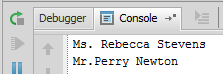 Debugger Console
Ms. Rebecca Stevens
Mr.Perry Newton